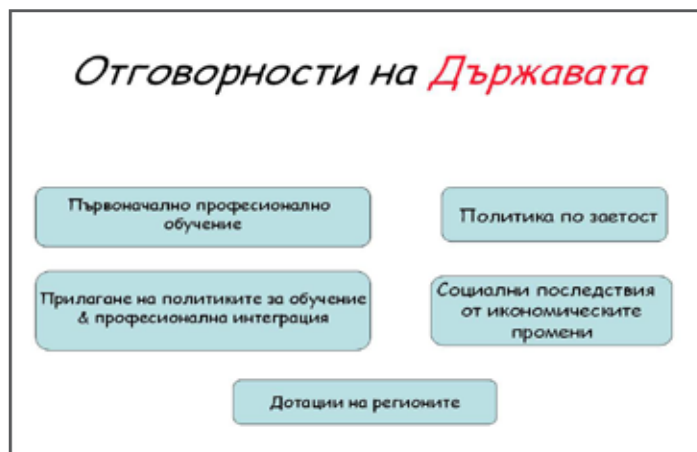 Отговорности на Държавата
Първоначално професионално
обучение
Политика по заетост
Прилагане на политиките за обучение
& професионална интеграция
Социални последствия
от икономическите
промени
Дотации на регионите